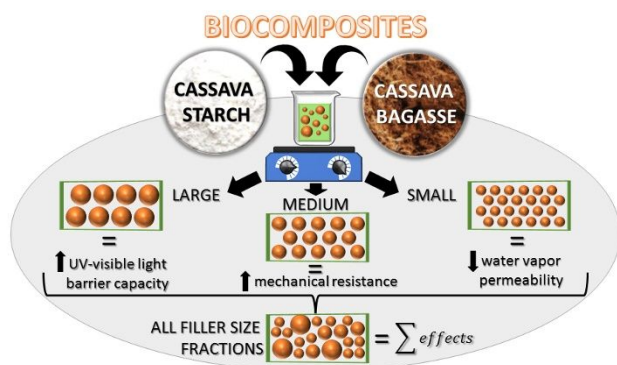 BIOCOMPOSITES
CASSAVA
STARCH
CASSAVA
BAGASSE
LARGE
MEDIUM
SMALL
=
UV-visible light
barrier capacity
=
mechanical resistance
=
water vapor
permeability
ALL FILLER SIZE
FRACTIONS
= ∑ effects